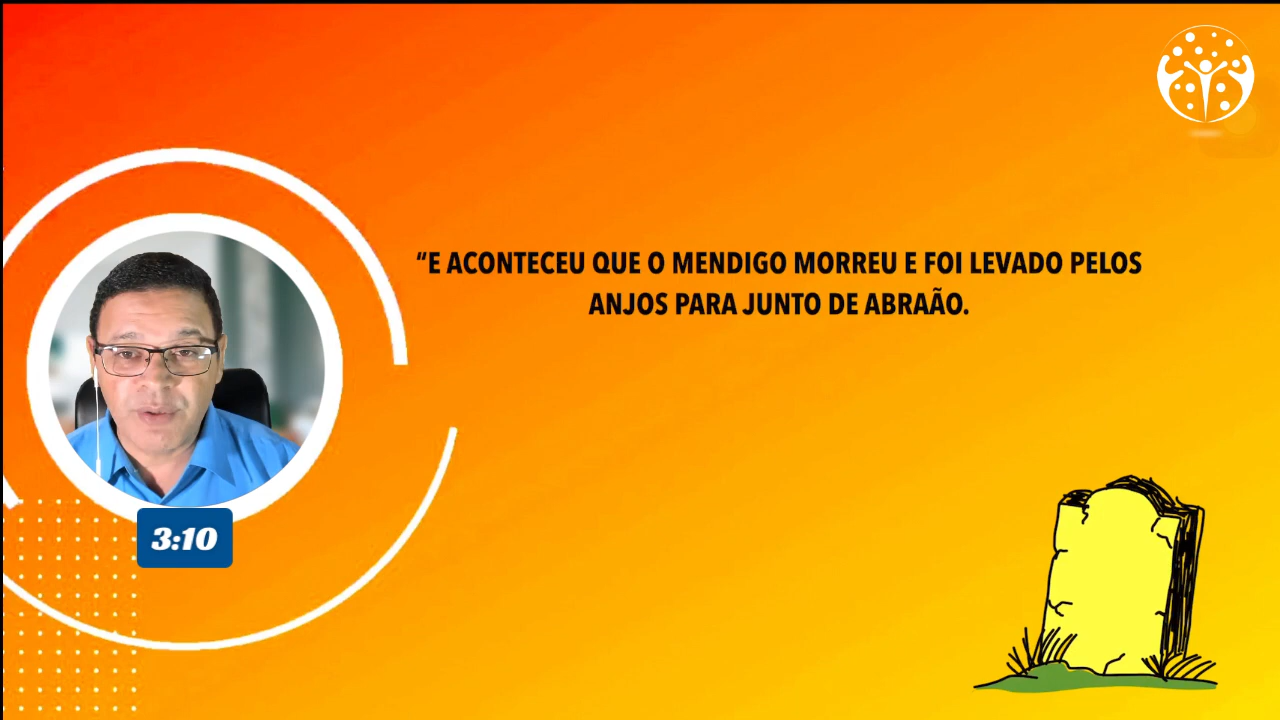 “E ACONTECEU QUE O MENDIGO MORREU E FOI LEVADO PELOS
ANJOS PARA JUNTO DE ABRAÃO.
3:10